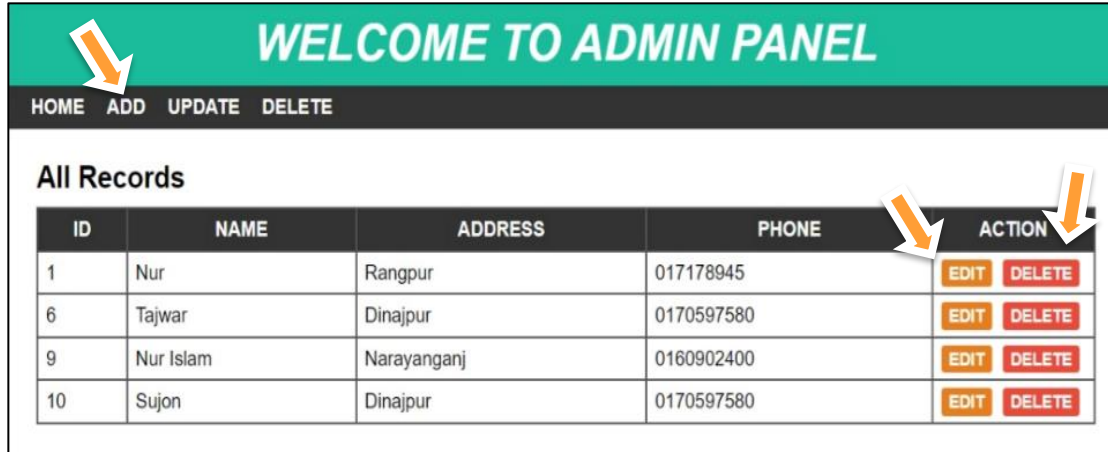 WELCOME TO ADMIN PANEL
HOME ADD UPDATE DELETE
All Records
ID NAME ADDRESS PHONE ACTION
1 Nur Rangpur 017178945 EDIT DELETE
6 Tajwar Dinajpur 0170597580 EDIT DELETE
9 Nur Islam Narayanganj 0160902400 EDIT DELETE
10 Sujon Dinajpur 0170597580 EDIT DELETE